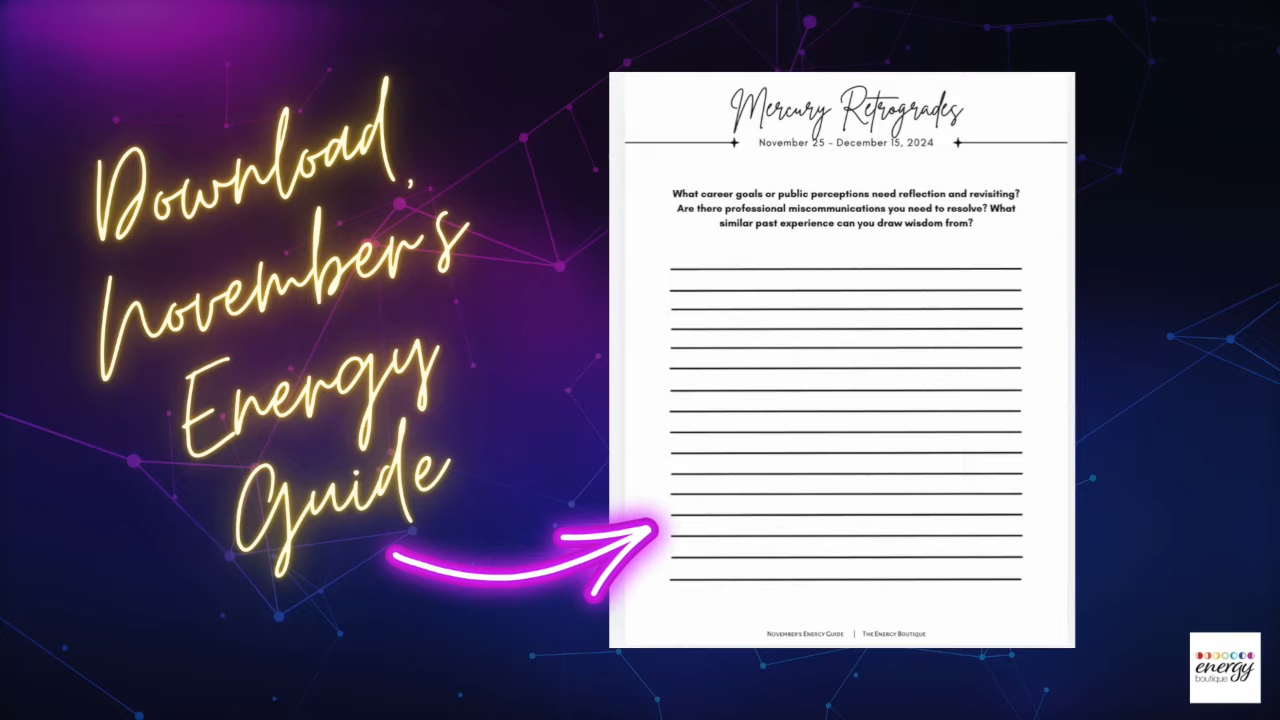 Download
November's
Energy
Guide
Mercury Retrogrades
November 25 - December 15, 2024
What career goals or public perceptions need reflection and revisiting?
Are there professional miscommunications you need to resolve? What
similar past experience can you draw wisdom from?
November's Energy Guide | The Energy Boutique
energy
boutique